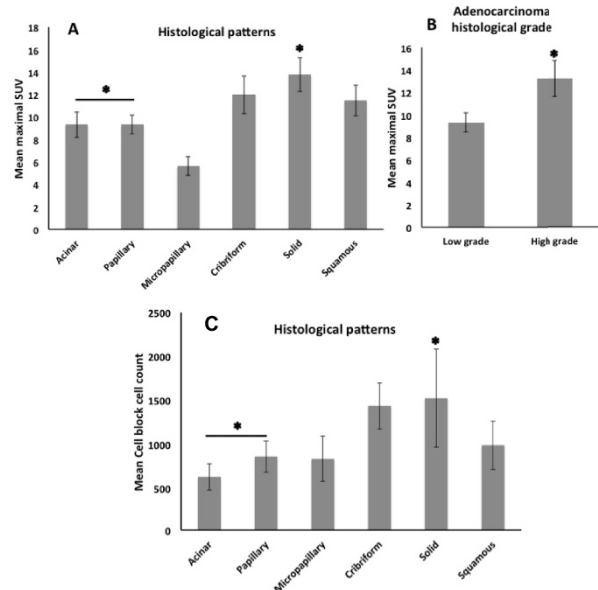 A
Histological patterns
Mean maximal SUV
18
16
14
12
10
8
6
4
2
0
*
*
Acinar
Papillary
Micropapillary
Cribriform
Solid
Squamous
B
Adenocarcinoma
histological grade
Mean maximal SUV
16
14
12
10
8
6
4
2
0
*
Low grade
High grade
C
Histological patterns
Mean Cell block cell count
2500
2000
1500
1000
500
0
*
*
Acinar
Papillary
Micropapillary
Cribriform
Solid
Squamous